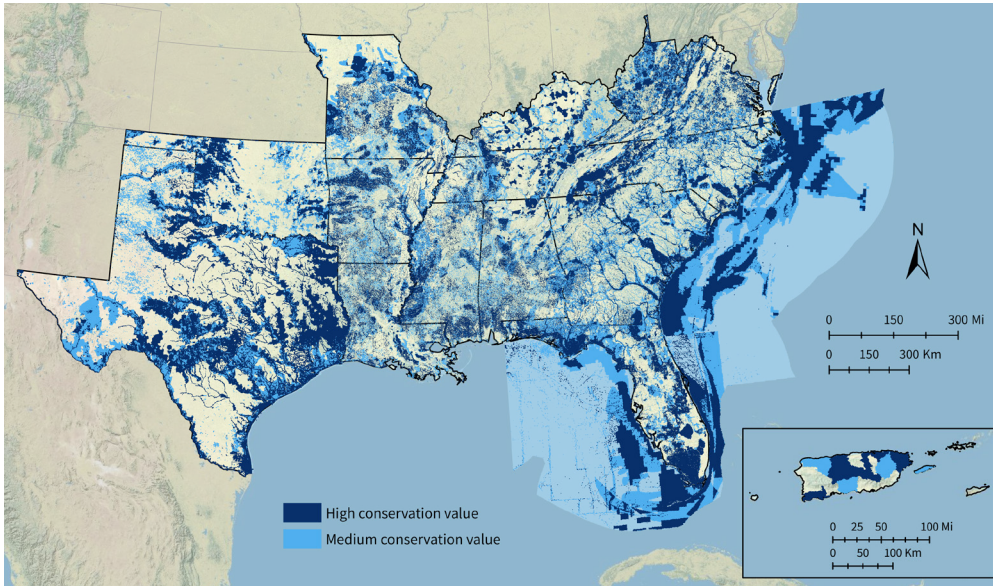 N
0 150 300 Mi
0 150 300 Km
0 25 50 100 Mi
0 50 100 Km
High conservation value
Medium conservation value